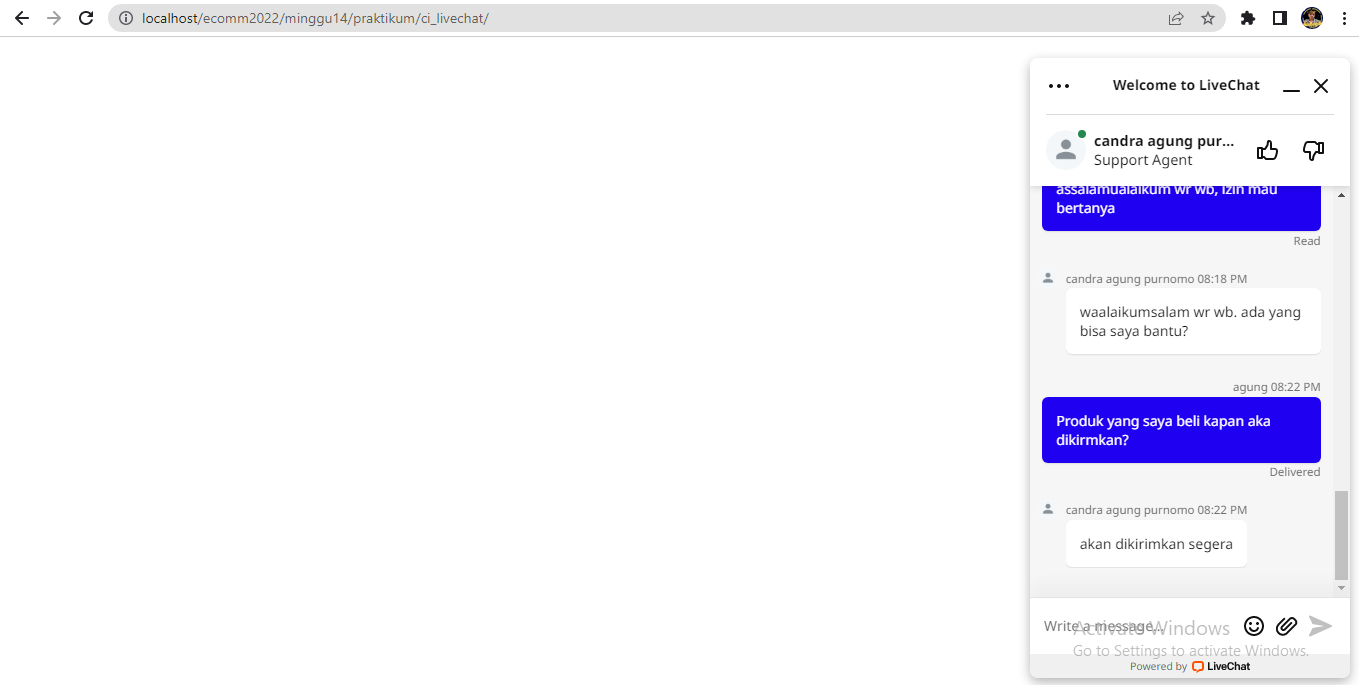 localhost/ecomm2022/minggu14/praktikum/ci_livechat/
Welcome to LiveChat
candra agung pur...
Support Agent
assalamualaikum wr wb, izin mau
bertanya
Read
candra agung purnomo 08:18 PM
waalaikumsalam wr wb. ada yang
bisa saya bantu?
agung 08:22 PM
Produk yang saya beli kapan aka
dikirmkan?
Delivered
candra agung purnomo 08:22 PM
akan dikirimkan segera
Write a message...
Activate Windows
Go to Settings to activate Windows.
Powered by LiveChat